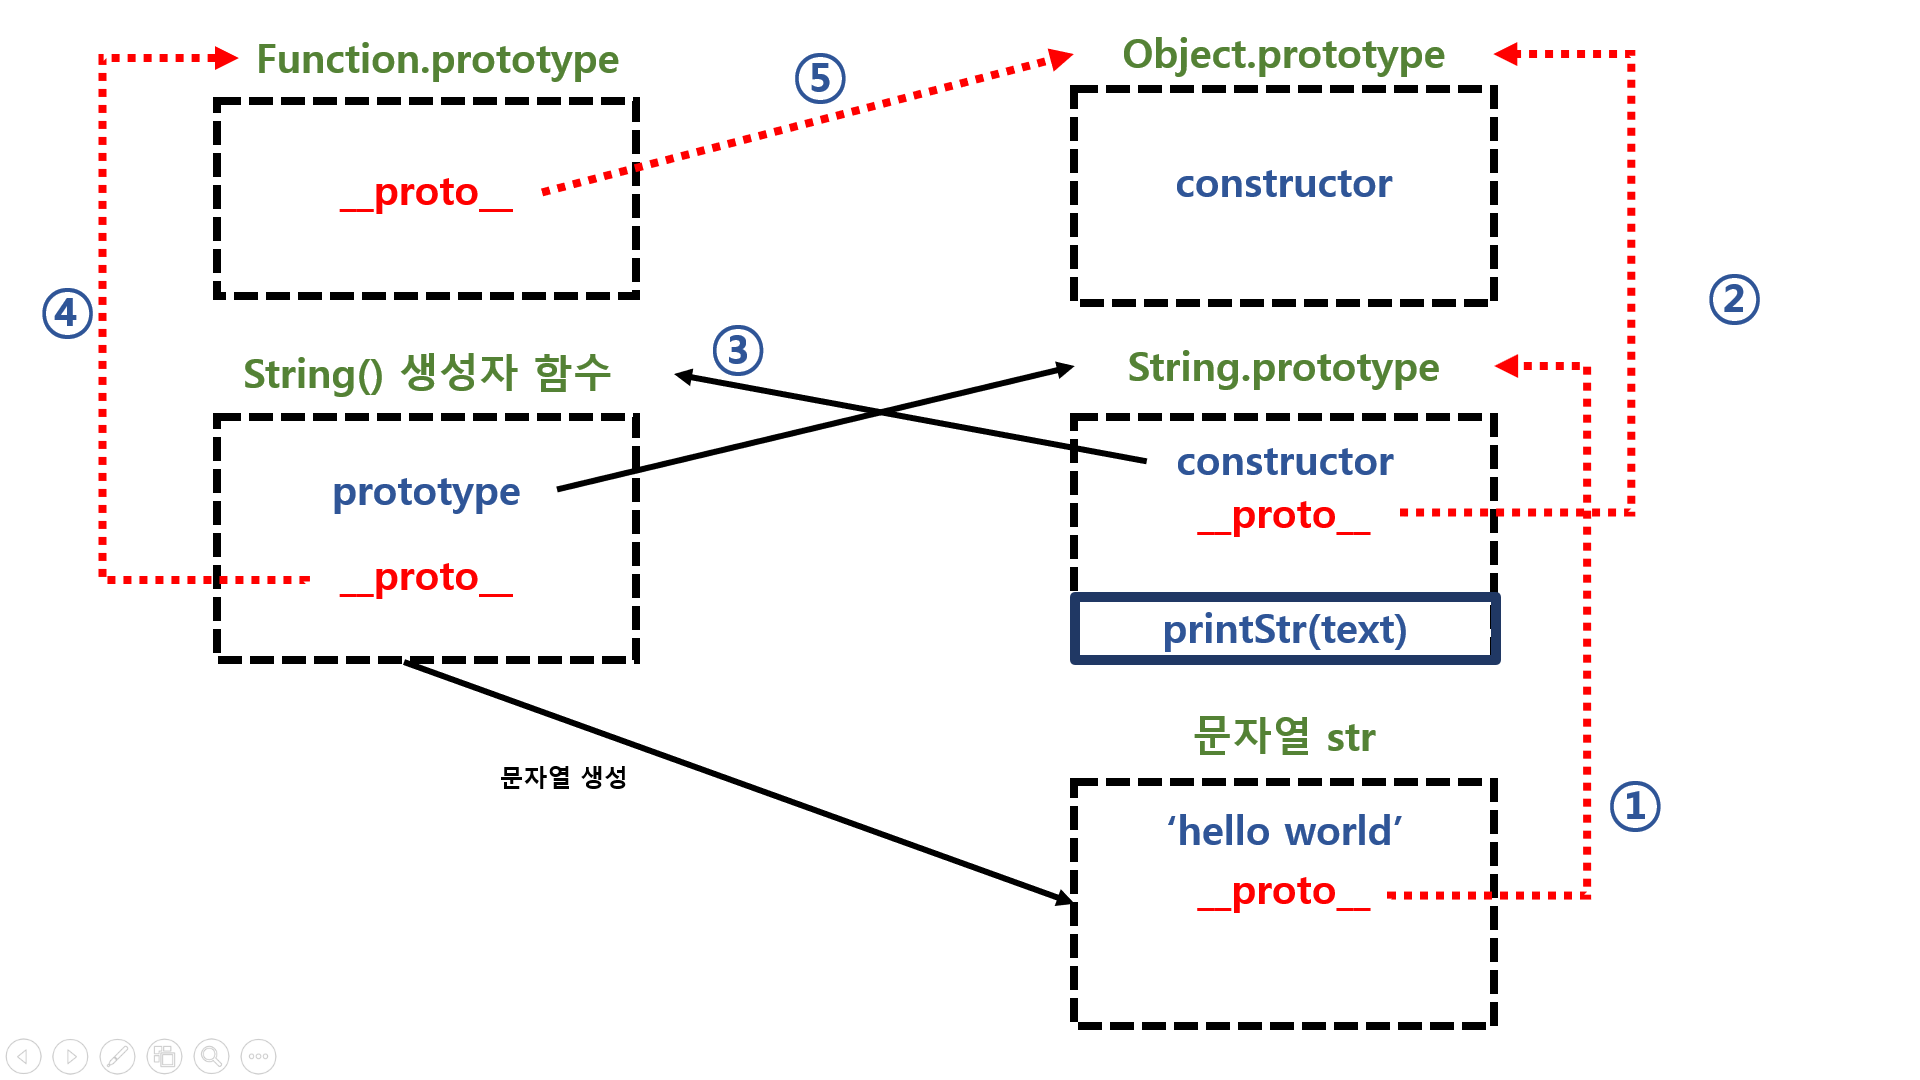 Function.prototype
⑤
Object.prototype
__proto__
constructor
④
②
String() 생성자 함수
③
String.prototype
prototype
__proto__
constructor
__proto__
printStr(text)
문자열 str
문자열 생성
‘hello world’
__proto__
①